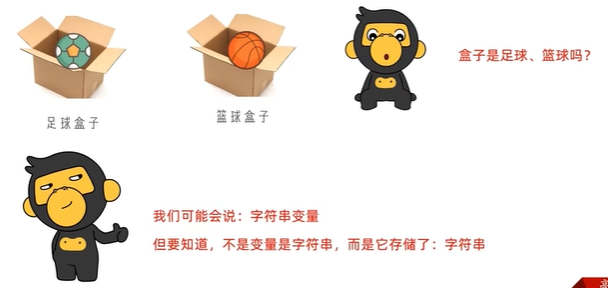 盒子是足球、篮球吗?
足球盒子
篮球盒子
我们可能会说：字符串变量
但要知道，不是变量是字符串，而是它存储了：字符串